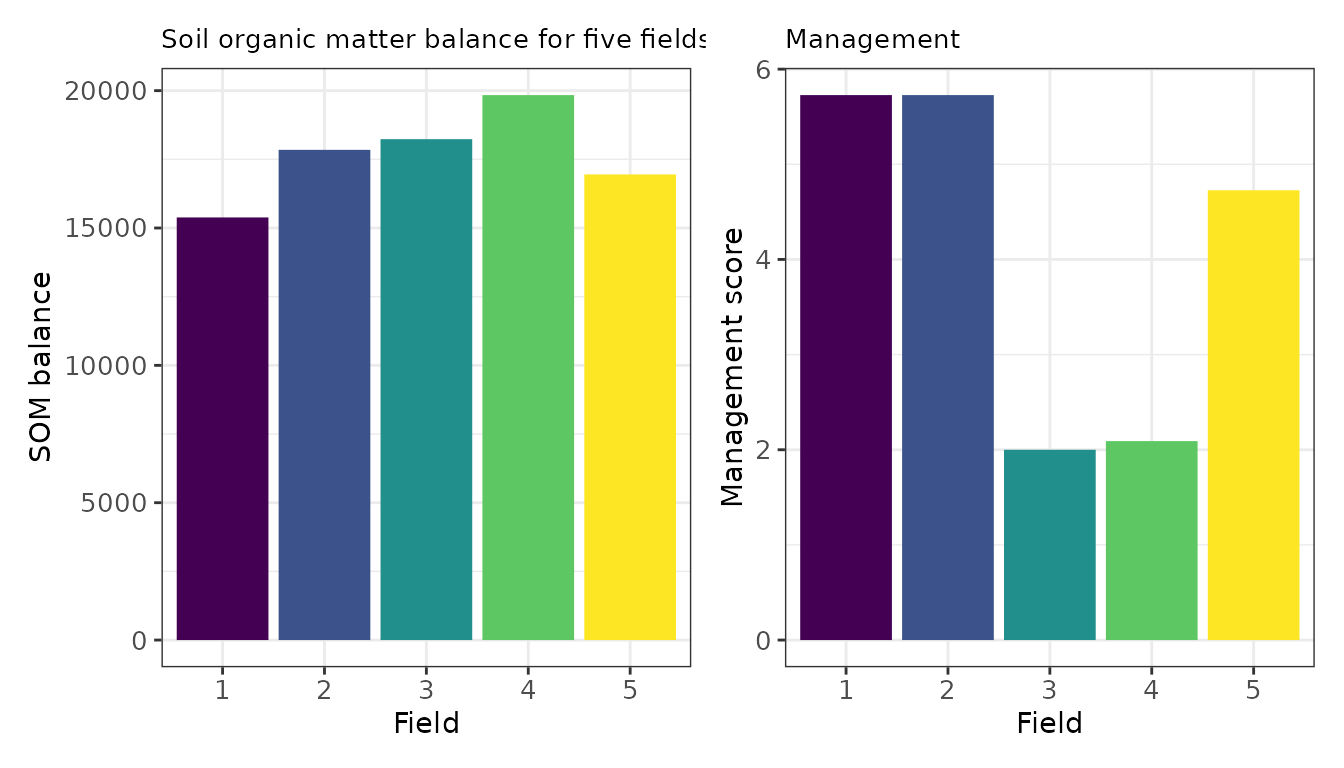 Soil organic matter balance for five fields
SOM balance
20000
15000
10000
5000
0
1 2 3 4 5
Field
Management
Management score
6
4
2
0
1 2 3 4 5
Field